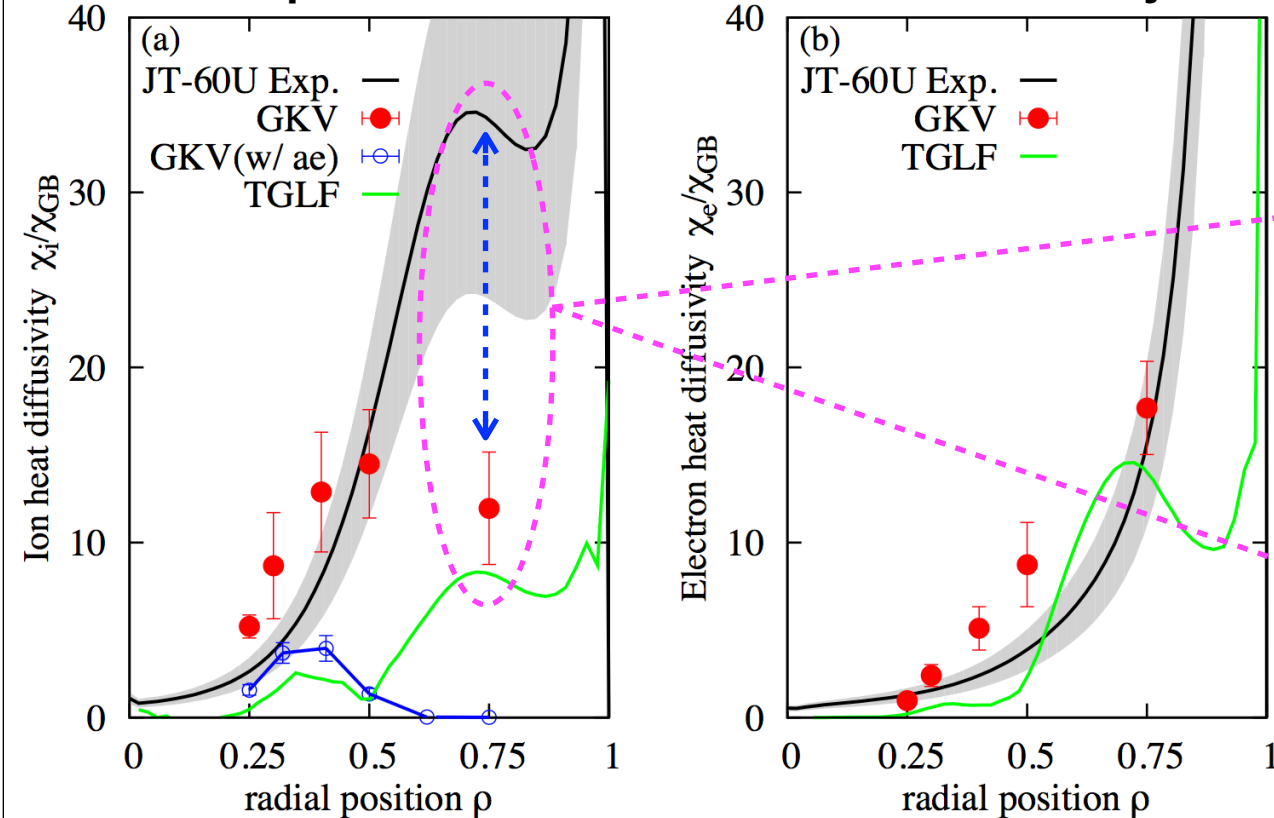 (a)
JT-60U Exp.
GKV
GKV(w/ ae)
TGLF
Ion heat diffusivity χi/χGB
40
30
20
10
0
0 0.25 0.5 0.75 1
radial position ρ
(b)
JT-60U Exp.
GKV
TGLF
Electron heat diffusivity χe/χGB
40
30
20
10
0
0 0.25 0.5 0.75 1
radial position ρ